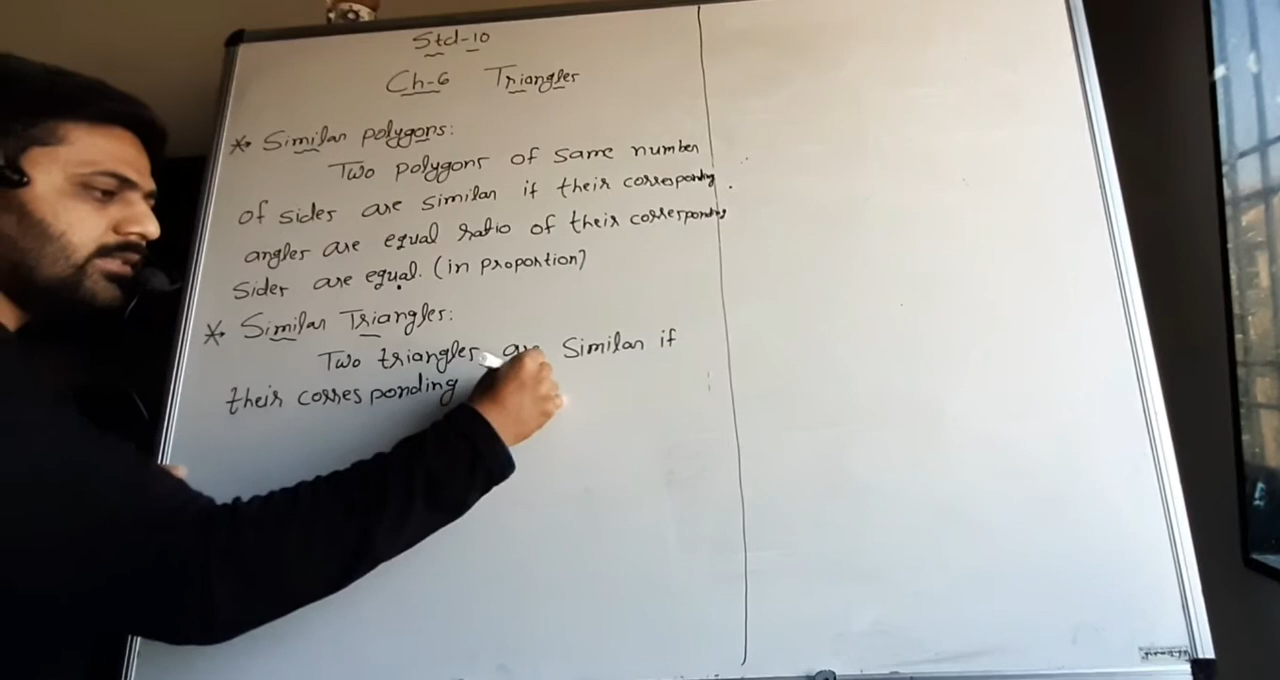 Std-10
Ch-6 Triangles
* Similar polygons:
Two polygons of same number
of sides are similar if their corresponding
angles are equal ratio of their corresponding
sides are equal. (in proportion)
* Similar Triangles:
Two triangles are similar if
their corresponding